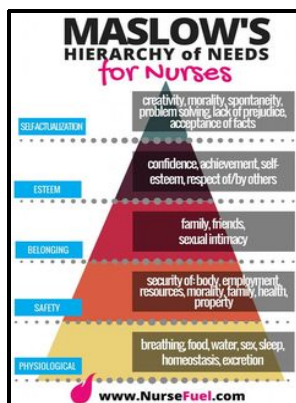 MASLOW'S
HIERARCHY of NEEDS
for Nurses
SELF-ACTUALIZATION
creativity, morality, spontaneity,
problem solving, lack of prejudice,
acceptance of facts
ESTEEM
confidence, achievement, self-
esteem, respect of/by others
BELONGING
family, friends,
sexual intimacy
SAFETY
security of: body, employment,
resources, morality, family, health,
property
PHYSIOLOGICAL
breathing, food, water, sex, sleep,
homeostasis, excretion
www.NurseFuel.com